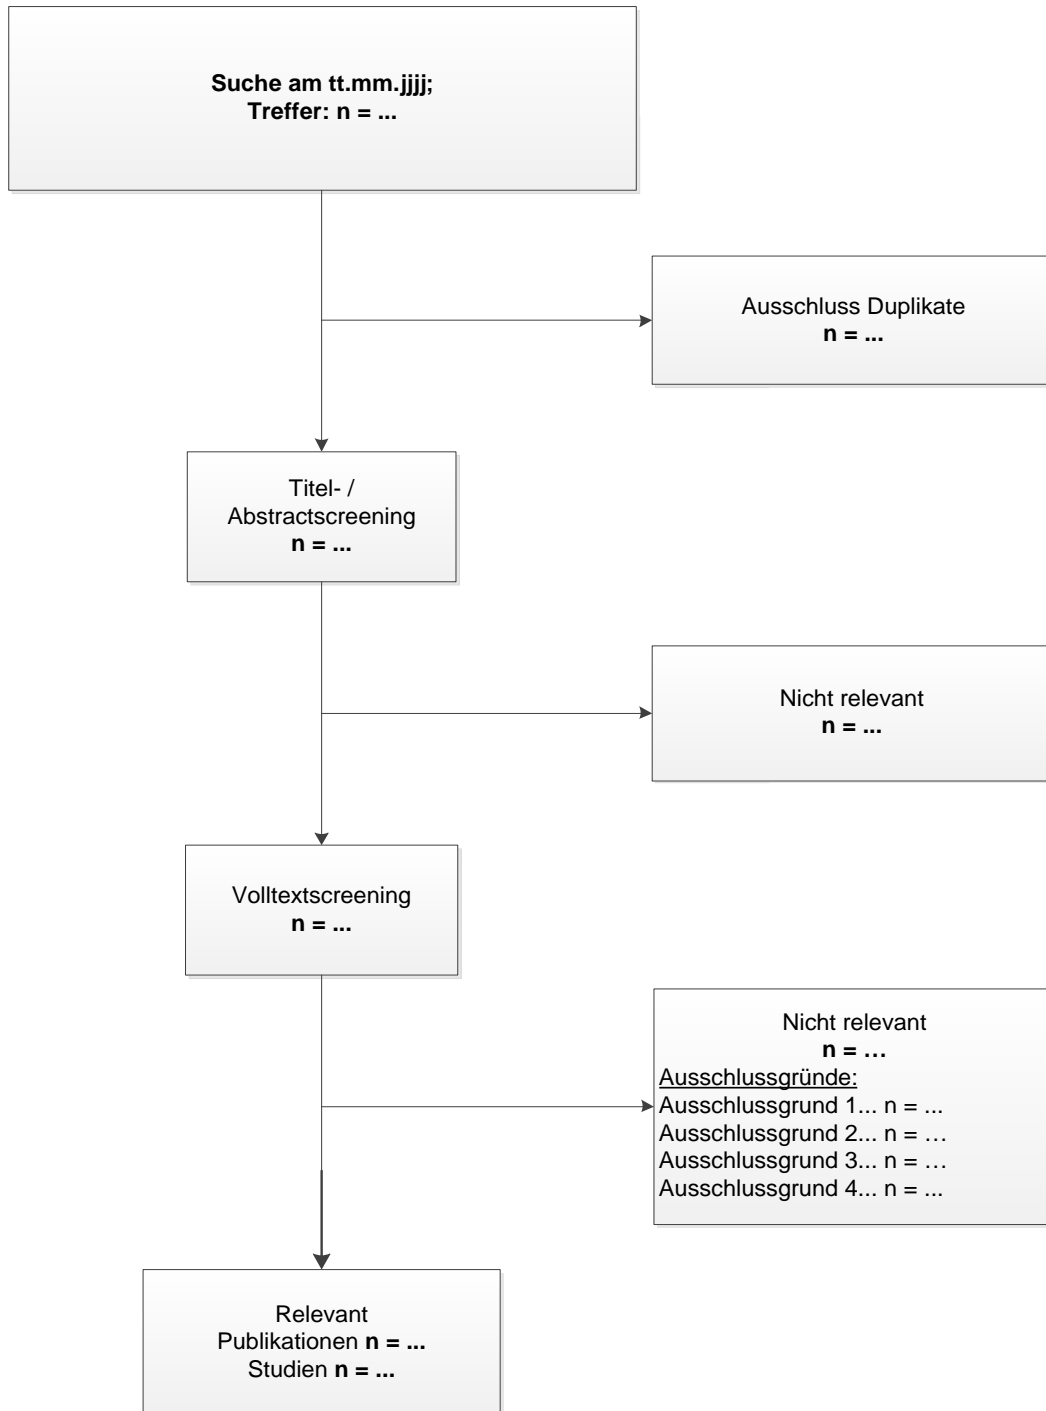 Suche am tt.mm.jjjj;
Treffer: n = ...
Ausschluss Duplikate
n = ...
Titel- /
Abstractscreening
n = ...
Nicht relevant
n = ...
Volltextscreening
n = ...
Nicht relevant
n = …
Ausschlussgründe:
Ausschlussgrund 1... n = ...
Ausschlussgrund 2... n = …
Ausschlussgrund 3... n = …
Ausschlussgrund 4... n = ...
Relevant
Publikationen n = ...
Studien n = ...